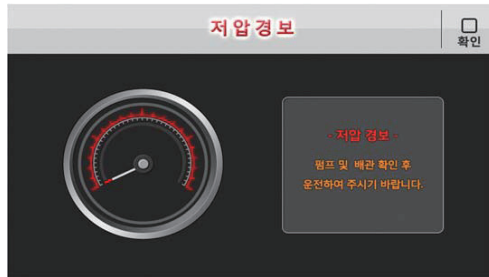 저압경보
확인
- 저압 경보 -
펌프 및 배관 확인 후
운전하여 주시기 바랍니다.